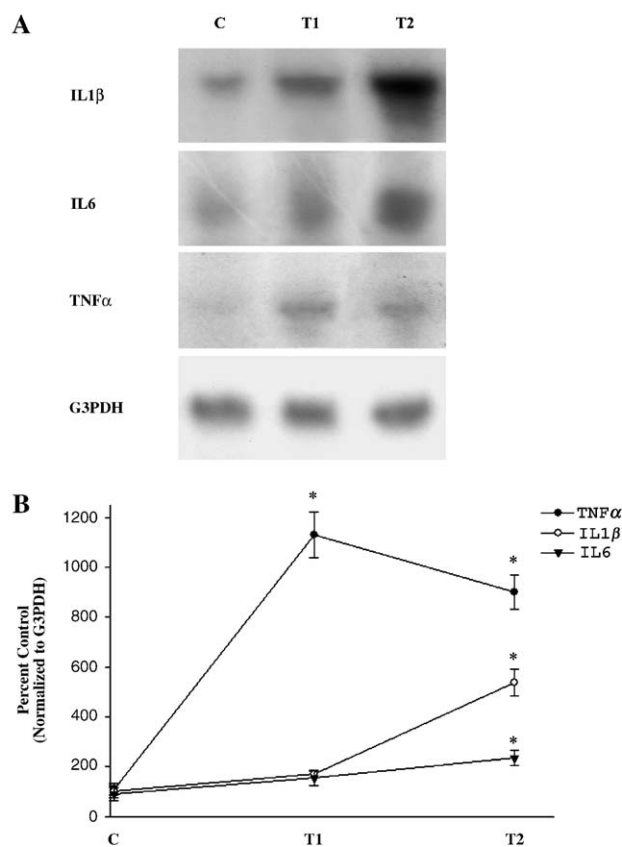 A
C T1 T2
IL1β
IL6
TNFα
G3PDH
B
Percent Control
(Normalized to G3PDH)
1200
1000
800
600
400
200
0
*
*
*
*
C T1 T2
TNFα
IL1β
IL6